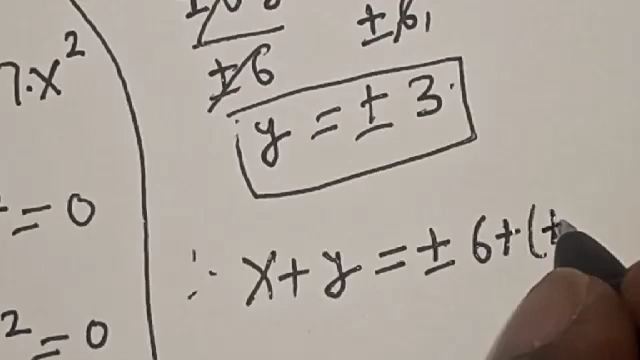 7.x²
= 0
² = 0
±6 ±6,
y = ± 3.
∴ x + y = ± 6 + (±